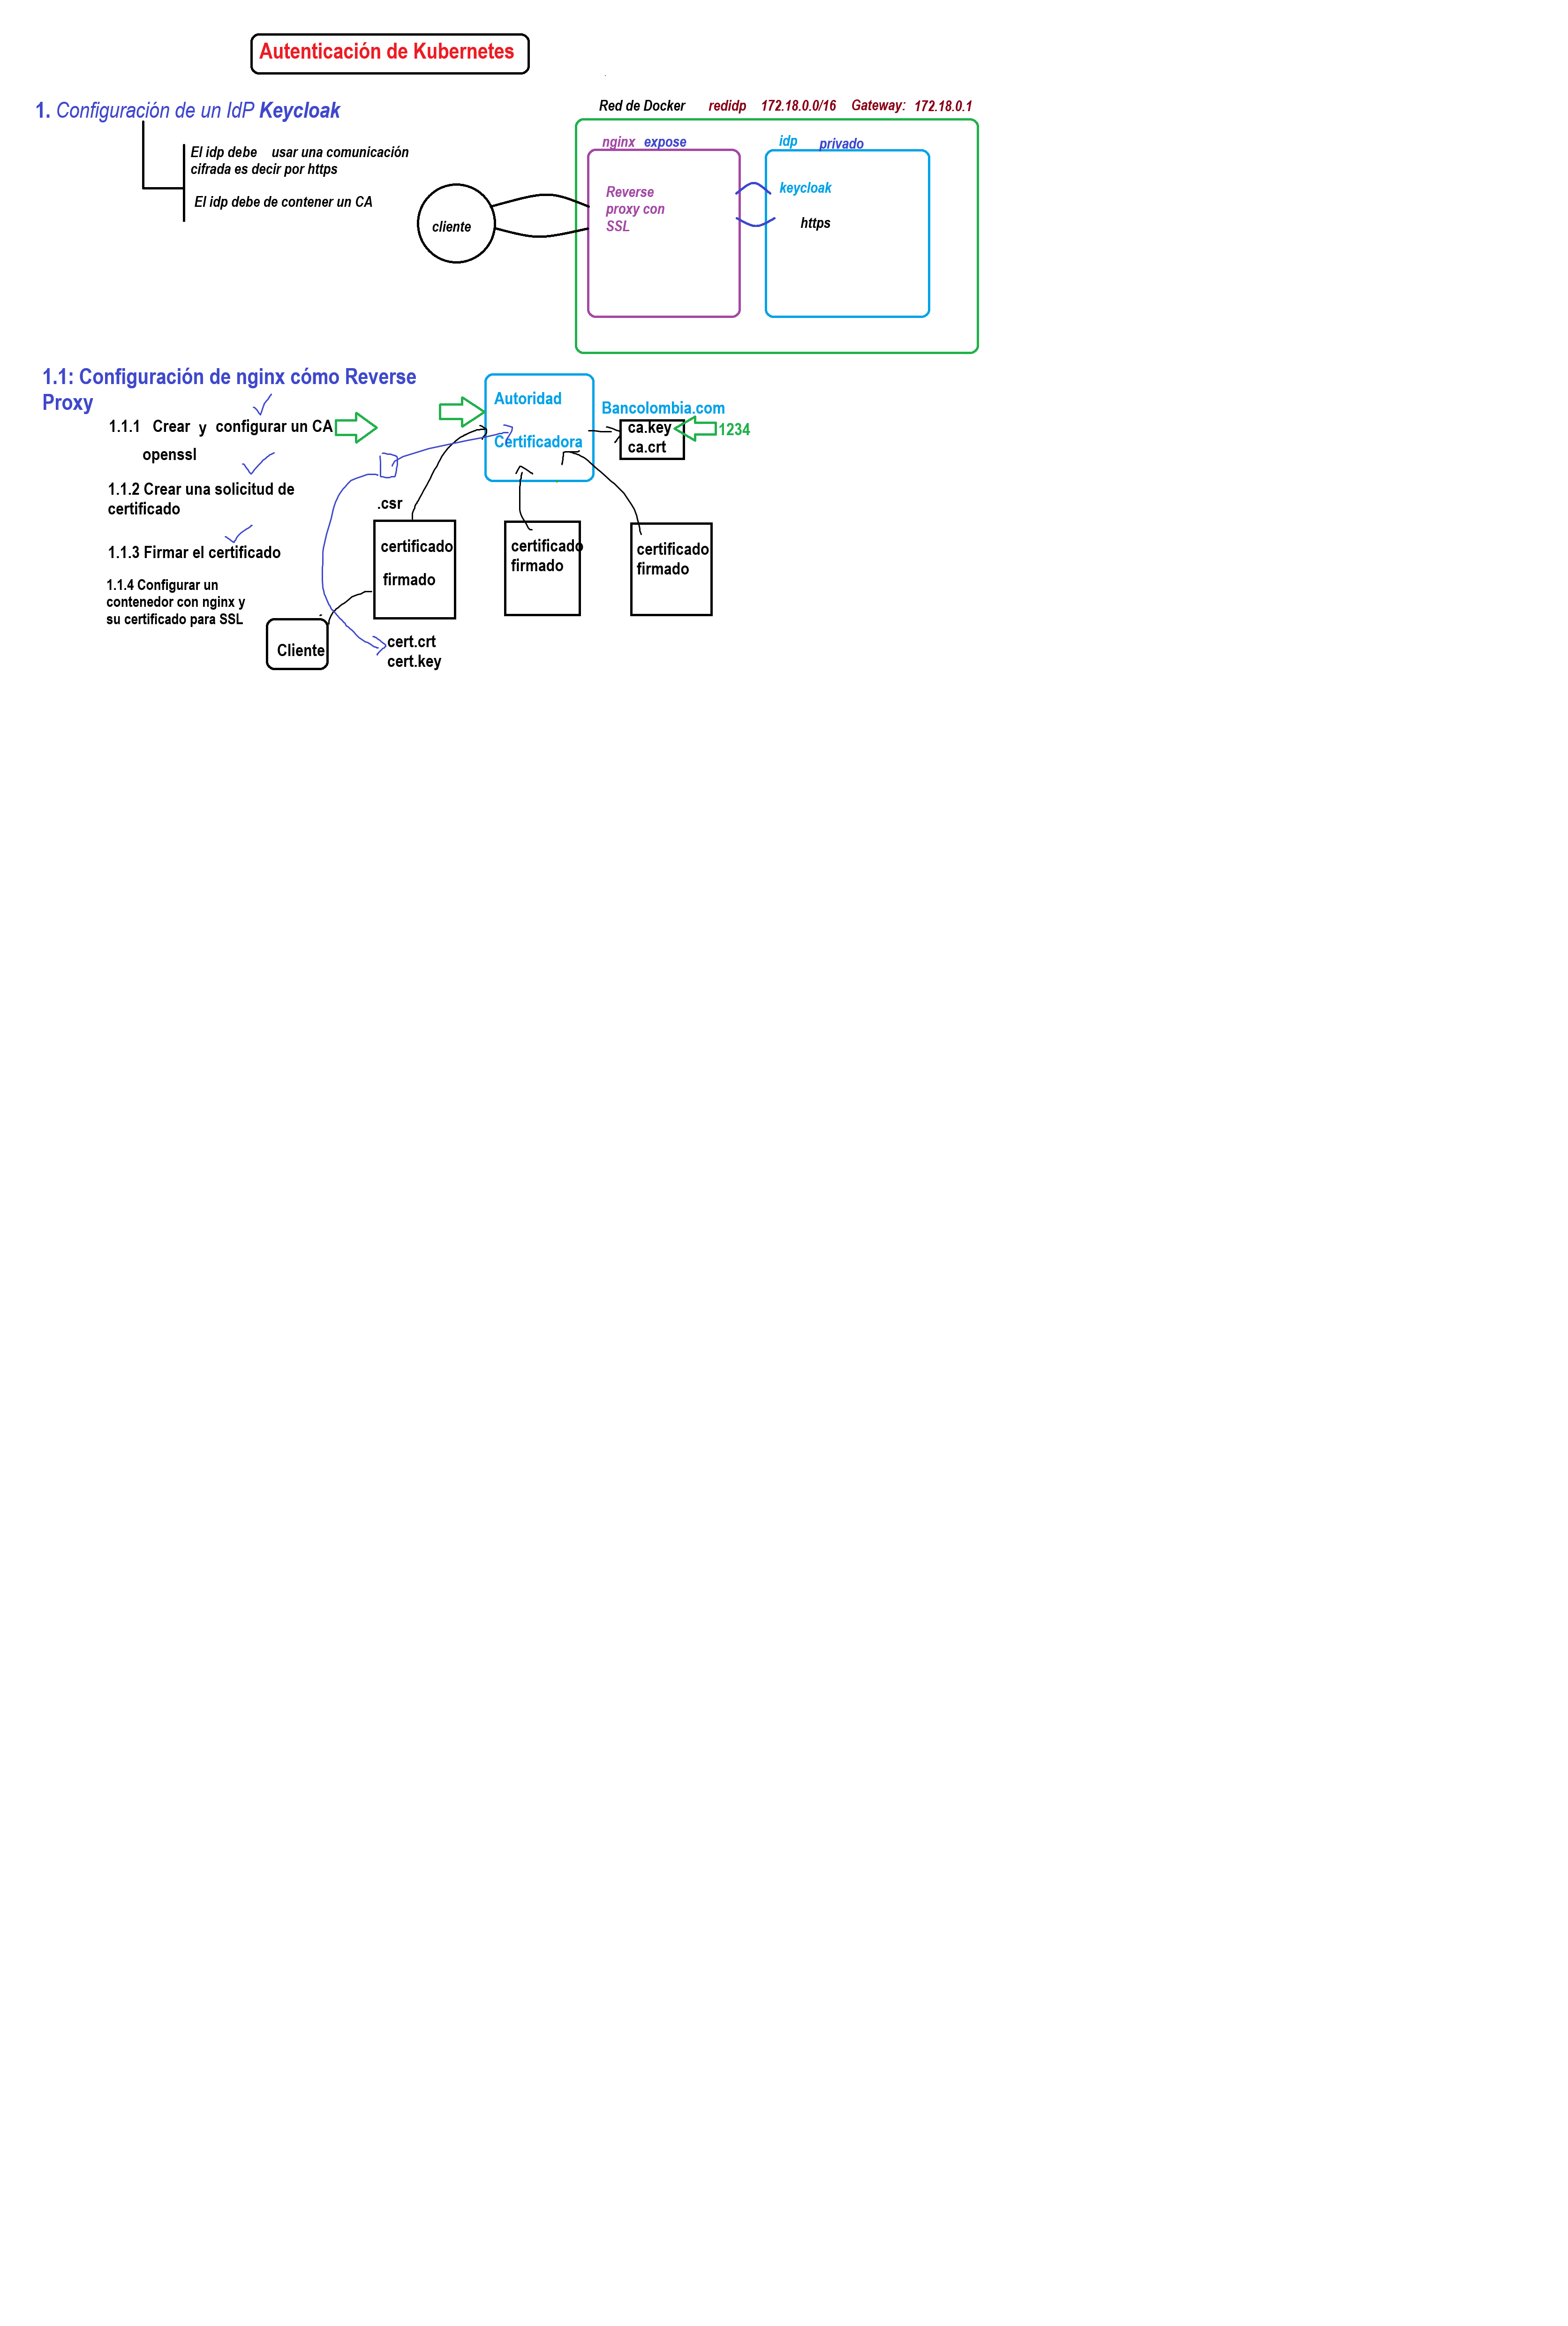 Autenticación de Kubernetes
1. Configuración de un IdP Keycloak
El idp debe usar una comunicación
cifrada es decir por https
El idp debe de contener un CA
Red de Docker redidp 172.18.0.0/16 Gateway: 172.18.0.1
nginx expose
idp privado
Reverse
proxy con
SSL
keycloak
https
cliente
1.1: Configuración de nginx cómo Reverse
Proxy
1.1.1 Crear y configurar un CA
openssl
1.1.2 Crear una solicitud de
certificado
1.1.3 Firmar el certificado
1.1.4 Configurar un
contenedor con nginx y
su certificado para SSL
Autoridad
Certificadora
Bancolombia.com
ca.key
ca.crt
1234
.csr
certificado
firmado
certificado
firmado
certificado
firmado
Cliente
cert.crt
cert.key